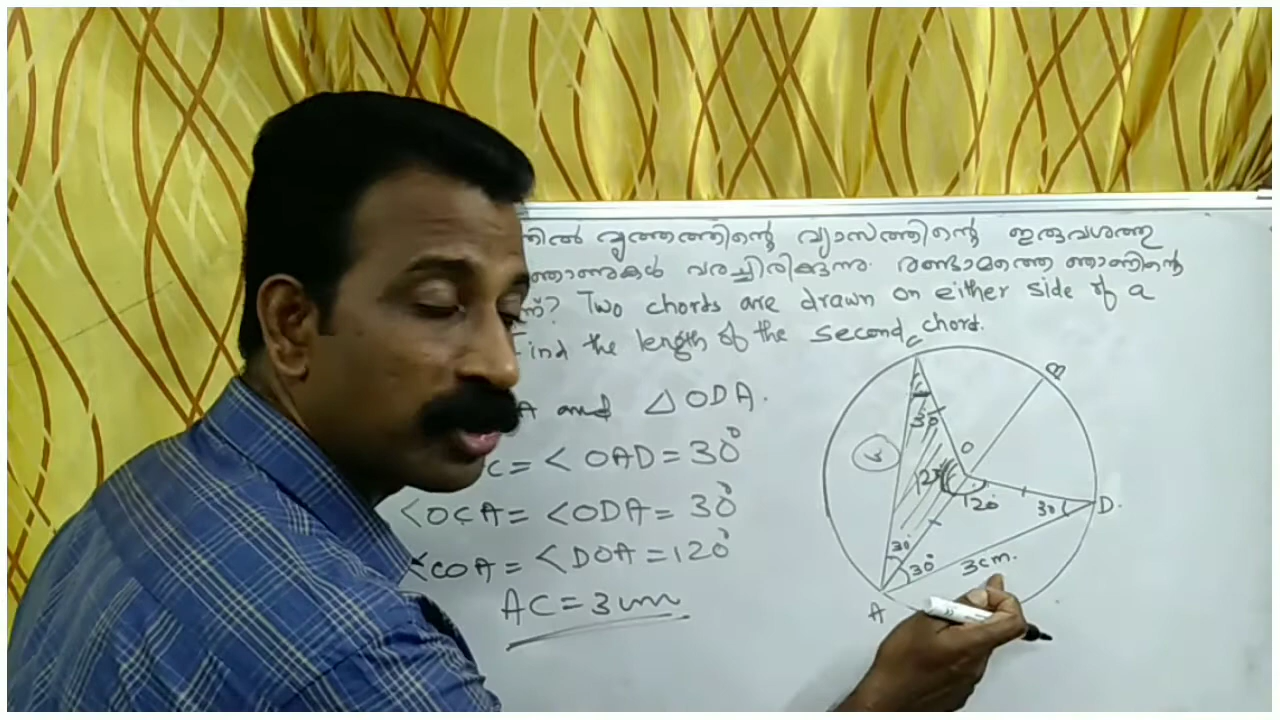 വൃത്തത്തിന്റെ വ്യാസത്തിന്റെ ഇരുവശത്തു
ഞാണുകൾ വരച്ചിരിക്കുന്നു. രണ്ടാമത്തെ ഞാണിന്റെ
Two chords are drawn on either side of a
Find the length of the second chord.
A and △ODA.
C = < OAD = 30°
<OCA = <ODA = 30°
<COA = <DOA = 120°
AC = 3 cm
C
B
30
O
120
120°
30
D.
30°
30°
3cm.
A